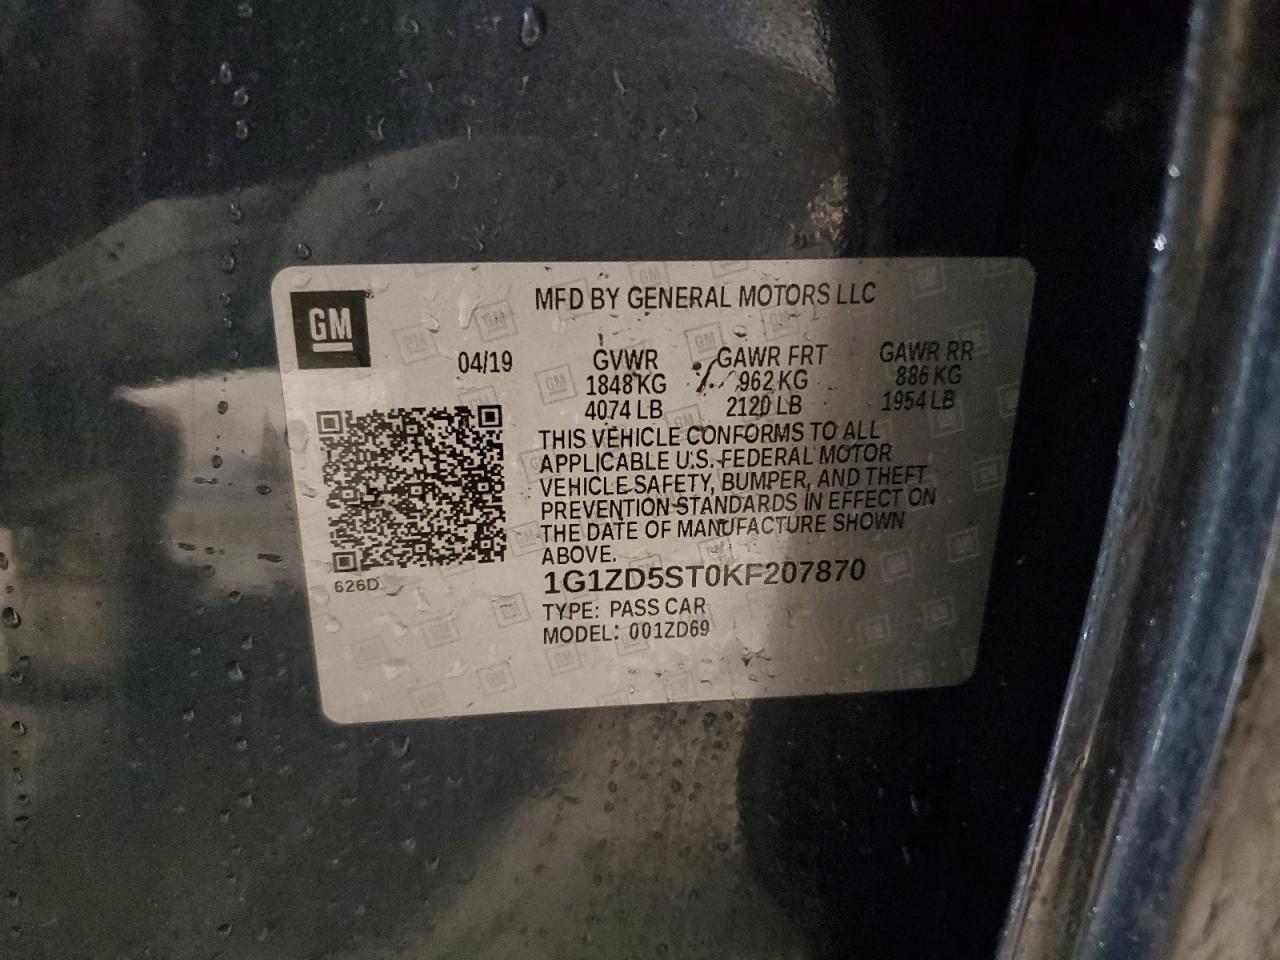 GM
MFD BY GENERAL MOTORS LLC
04/19 GVWR GAWR FRT GAWR RR
1848 KG 962 KG 886 KG
4074 LB 2120 LB 1954 LB
THIS VEHICLE CONFORMS TO ALL
APPLICABLE U.S. FEDERAL MOTOR
VEHICLE SAFETY, BUMPER, AND THEFT
PREVENTION STANDARDS IN EFFECT ON
THE DATE OF MANUFACTURE SHOWN
ABOVE.
626D
1G1ZD5ST0KF207870
TYPE: PASS CAR
MODEL: 001ZD69